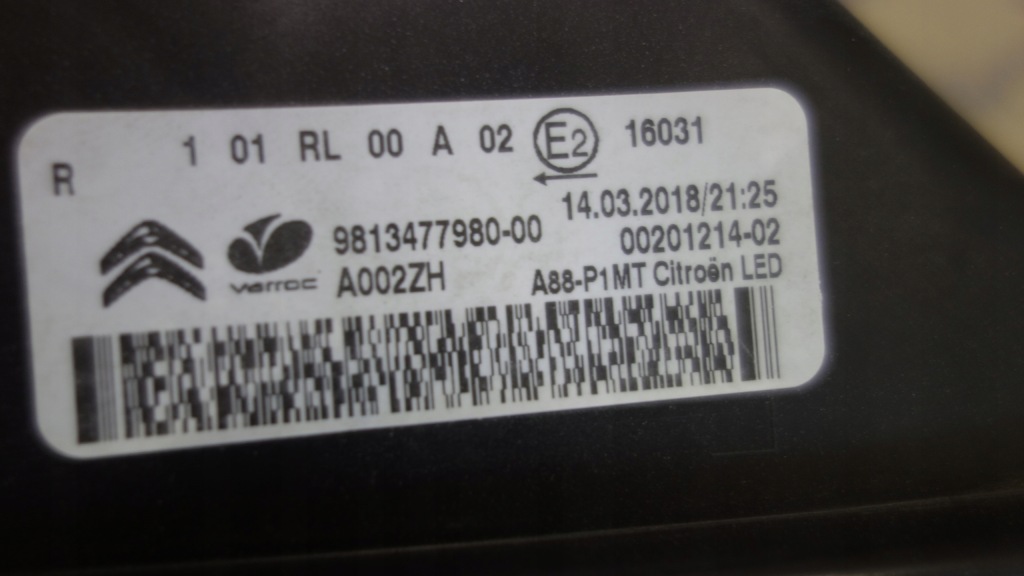 R 1 01 RL 00 A 02 E2 16031
14.03.2018/21:25
9813477980-00 00201214-02
varroc A002ZH A88-P1MT Citroën LED